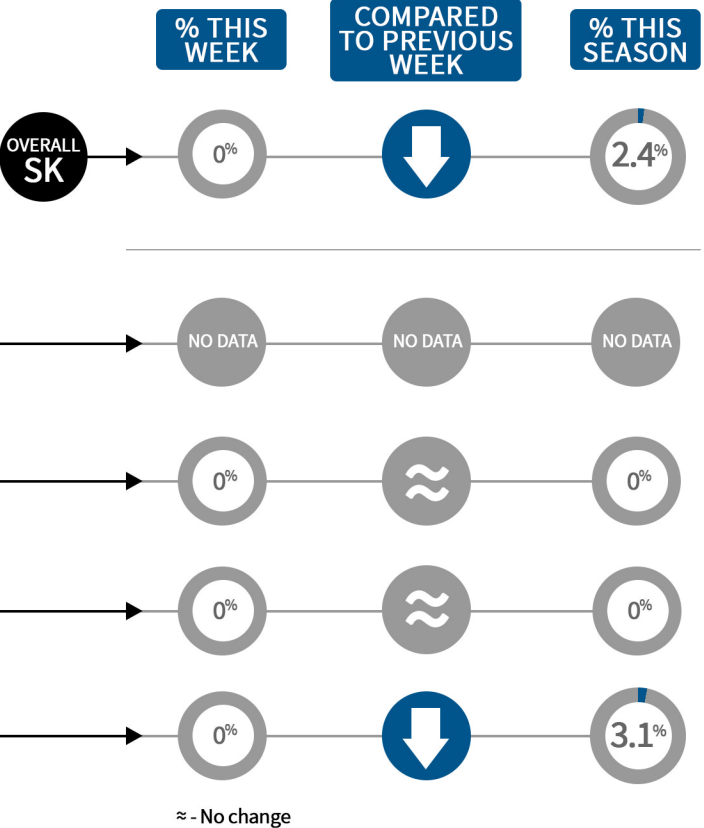 % THIS
WEEK
COMPARED
TO PREVIOUS
WEEK
% THIS
SEASON
OVERALL
SK
0%
2.4%
NO DATA
NO DATA
NO DATA
0%
≈
0%
0%
≈
0%
0%
3.1%
≈ - No change